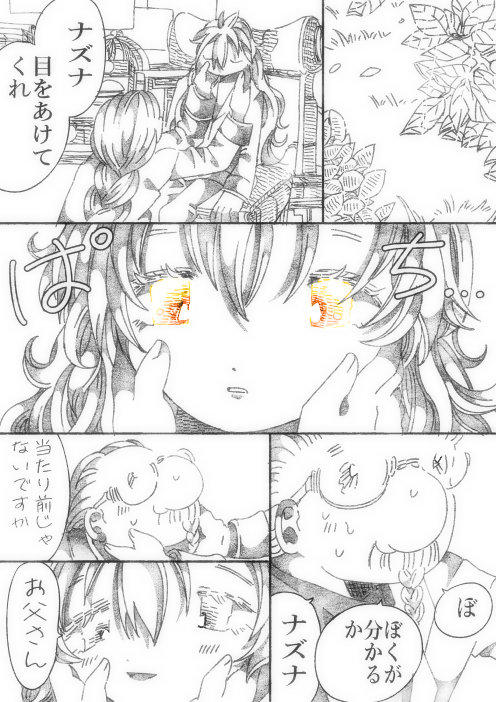 ナズナ
目をあけて
くれ
ぱち…
ぼ
ぼくが
分かる
か
ナズナ
当たり前じゃ
ないですか
お父さん